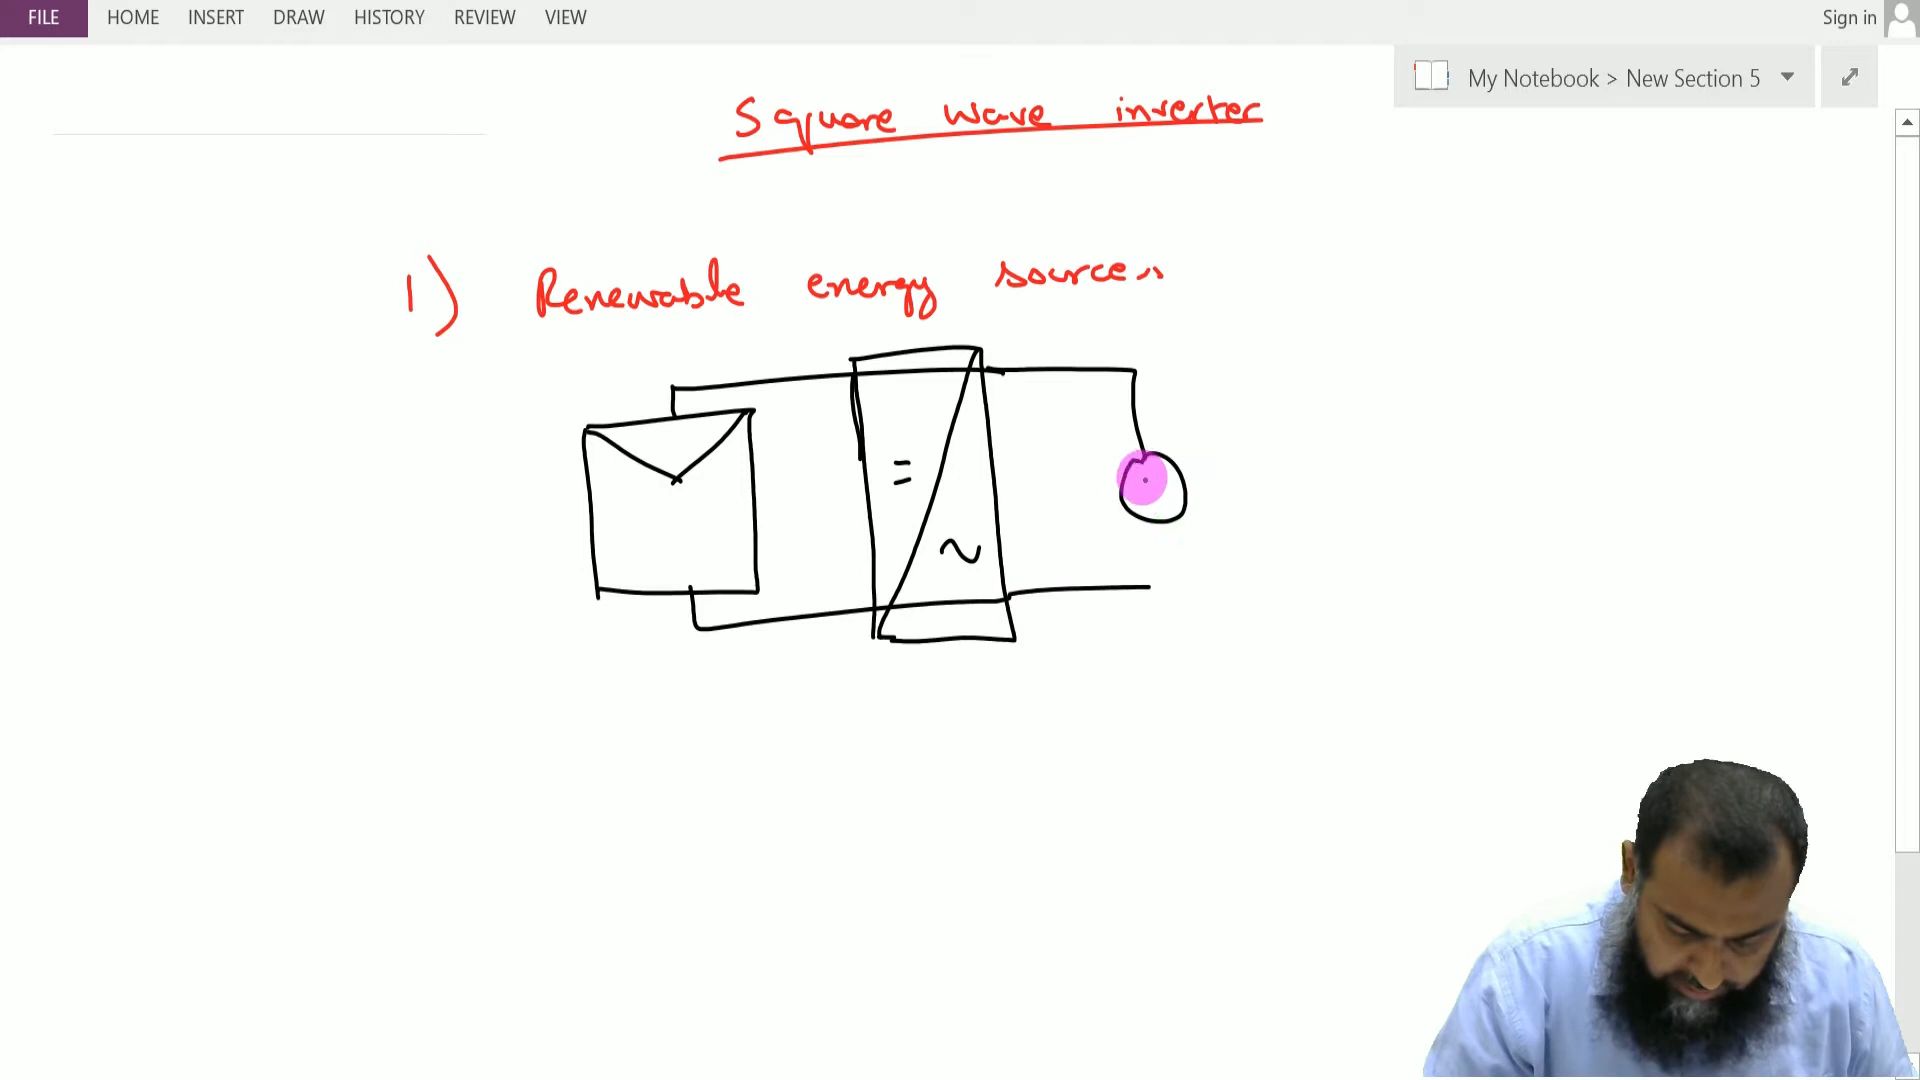 FILE HOME INSERT DRAW HISTORY REVIEW VIEW Sign in
My Notebook > New Section 5
Square wave inverter
1) Renewable energy sources
=
~